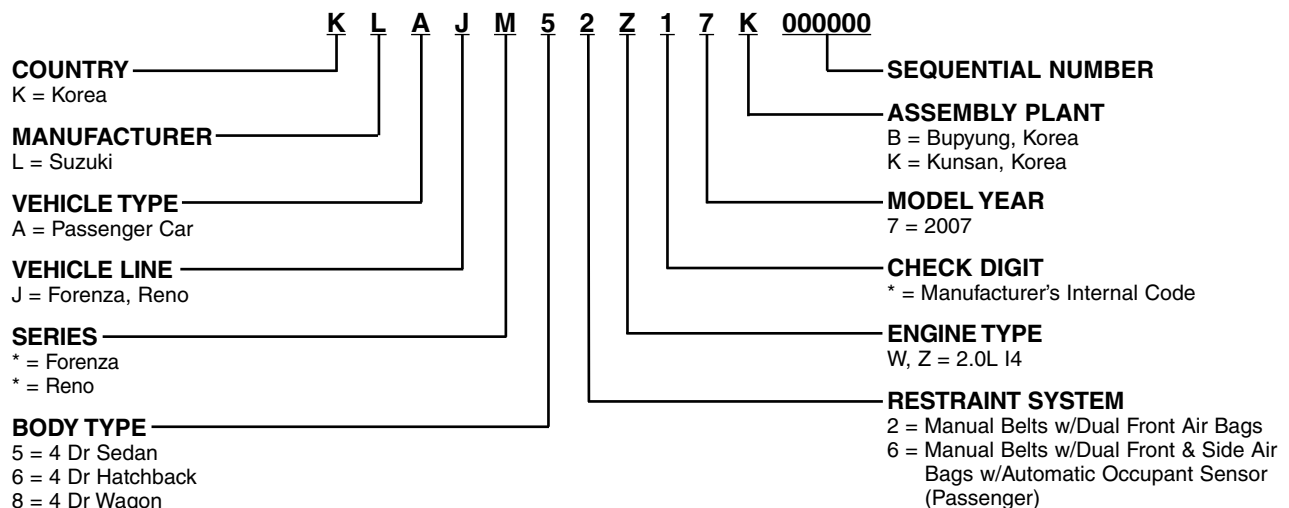 K L A J M 5 2 Z 1 7 K 000000
COUNTRY
K = Korea
MANUFACTURER
L = Suzuki
VEHICLE TYPE
A = Passenger Car
VEHICLE LINE
J = Forenza, Reno
SERIES
* = Forenza
* = Reno
BODY TYPE
5 = 4 Dr Sedan
6 = 4 Dr Hatchback
8 = 4 Dr Wagon
SEQUENTIAL NUMBER
ASSEMBLY PLANT
B = Bupyung, Korea
K = Kunsan, Korea
MODEL YEAR
7 = 2007
CHECK DIGIT
* = Manufacturer's Internal Code
ENGINE TYPE
W, Z = 2.0L I4
RESTRAINT SYSTEM
2 = Manual Belts w/Dual Front Air Bags
6 = Manual Belts w/Dual Front & Side Air
Bags w/Automatic Occupant Sensor
(Passenger)